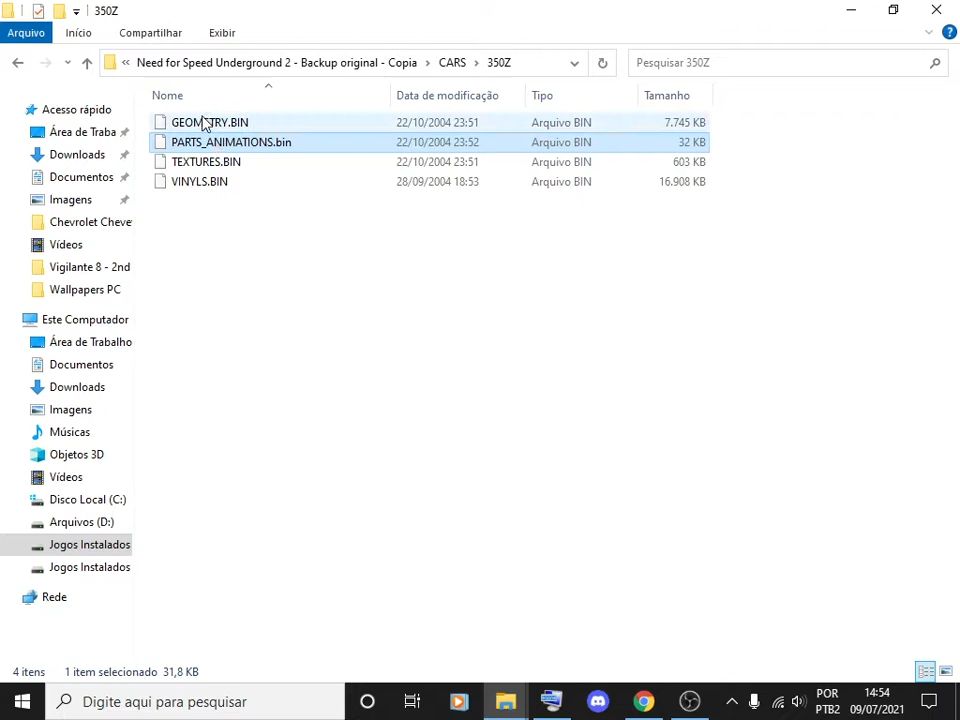 350Z
Arquivo Início Compartilhar Exibir
« Need for Speed Underground 2 - Backup original - Copia › CARS › 350Z Pesquisar 350Z
Nome Data de modificação Tipo Tamanho
GEOMETRY.BIN 22/10/2004 23:51 Arquivo BIN 7.745 KB
PARTS_ANIMATIONS.bin 22/10/2004 23:52 Arquivo BIN 32 KB
TEXTURES.BIN 22/10/2004 23:51 Arquivo BIN 603 KB
VINYLS.BIN 28/09/2004 18:53 Arquivo BIN 16.908 KB
Acesso rápido
Área de Traba
Downloads
Documentos
Imagens
Chevrolet Cheve
Vídeos
Vigilante 8 - 2nd
Wallpapers PC
Este Computador
Área de Trabalho
Documentos
Downloads
Imagens
Músicas
Objetos 3D
Vídeos
Disco Local (C:)
Arquivos (D:)
Jogos Instalados
Jogos Instalados
Rede
4 itens 1 item selecionado 31,8 KB
Digite aqui para pesquisar
POR
PTB2
14:54
09/07/2021